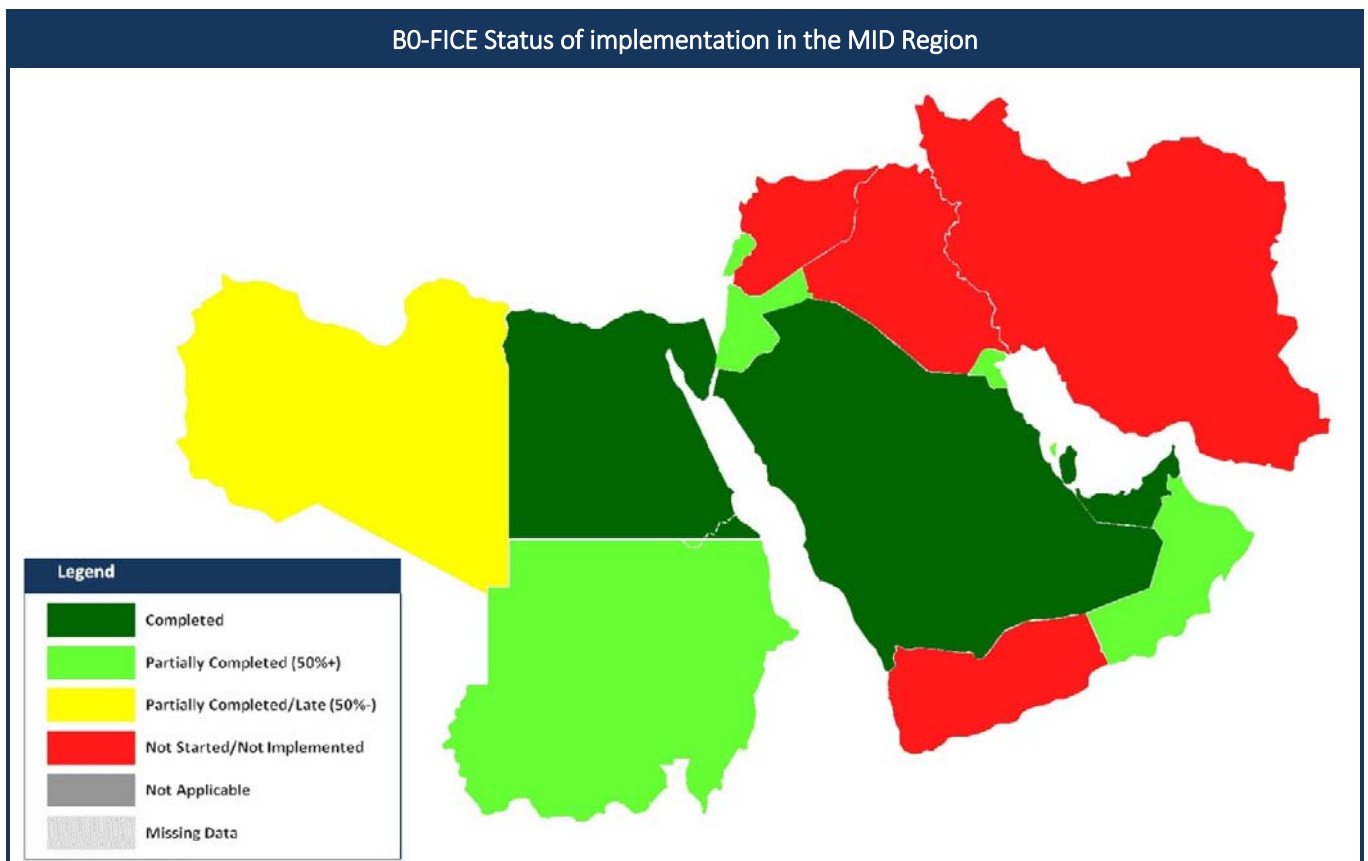 B0-FICE Status of implementation in the MID Region
Legend
Completed
Partially Completed (50%+)
Partially Completed/Late (50%-)
Not Started/Not Implemented
Not Applicable
Missing Data